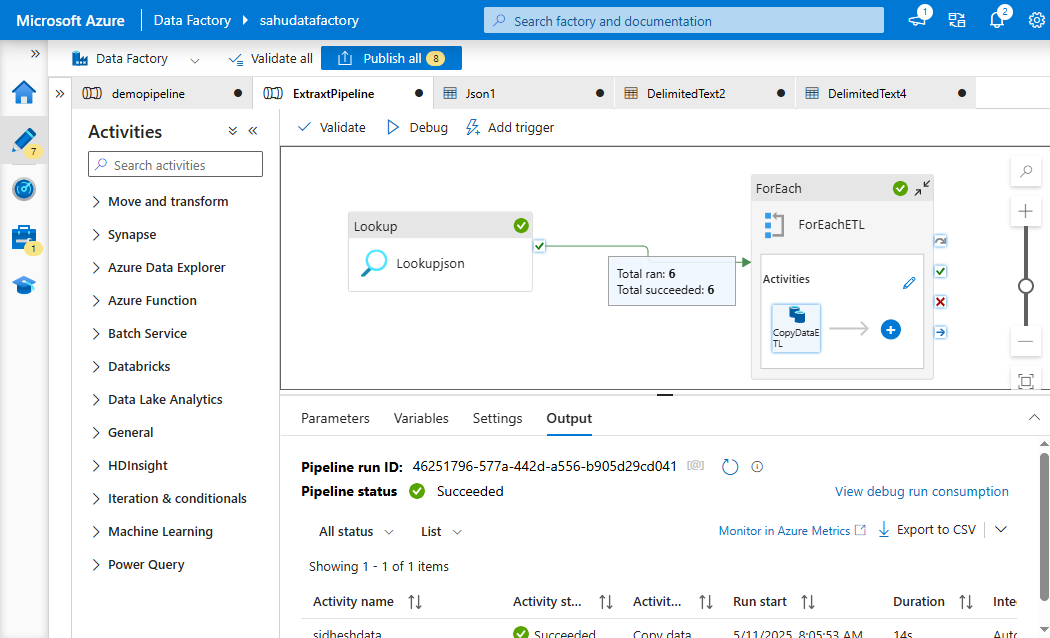 Microsoft Azure
Data Factory
sahudatafactory
Search factory and documentation
1
2
Data Factory
Validate all
Publish all
8
demopipeline
ExtraxtPipeline
Json1
DelimitedText2
DelimitedText4
7
1
Activities
Search activities
Move and transform
Synapse
Azure Data Explorer
Azure Function
Batch Service
Databricks
Data Lake Analytics
General
HDInsight
Iteration & conditionals
Machine Learning
Power Query
Validate
Debug
Add trigger
Lookup
Lookupjson
Total ran: 6
Total succeeded: 6
ForEach
ForEachETL
Activities
CopyDataE
TL
Parameters
Variables
Settings
Output
Pipeline run ID: 46251796-577a-442d-a556-b905d29cd041
[@]
Pipeline status
Succeeded
View debug run consumption
All status
List
Monitor in Azure Metrics
Export to CSV
Showing 1 - 1 of 1 items
Activity name
Activity st...
Activit...
Run start
Duration
Inte
sidheshdata
Succeeded
Copy data
5/11/2025, 8:05:53 AM
14s
Auto